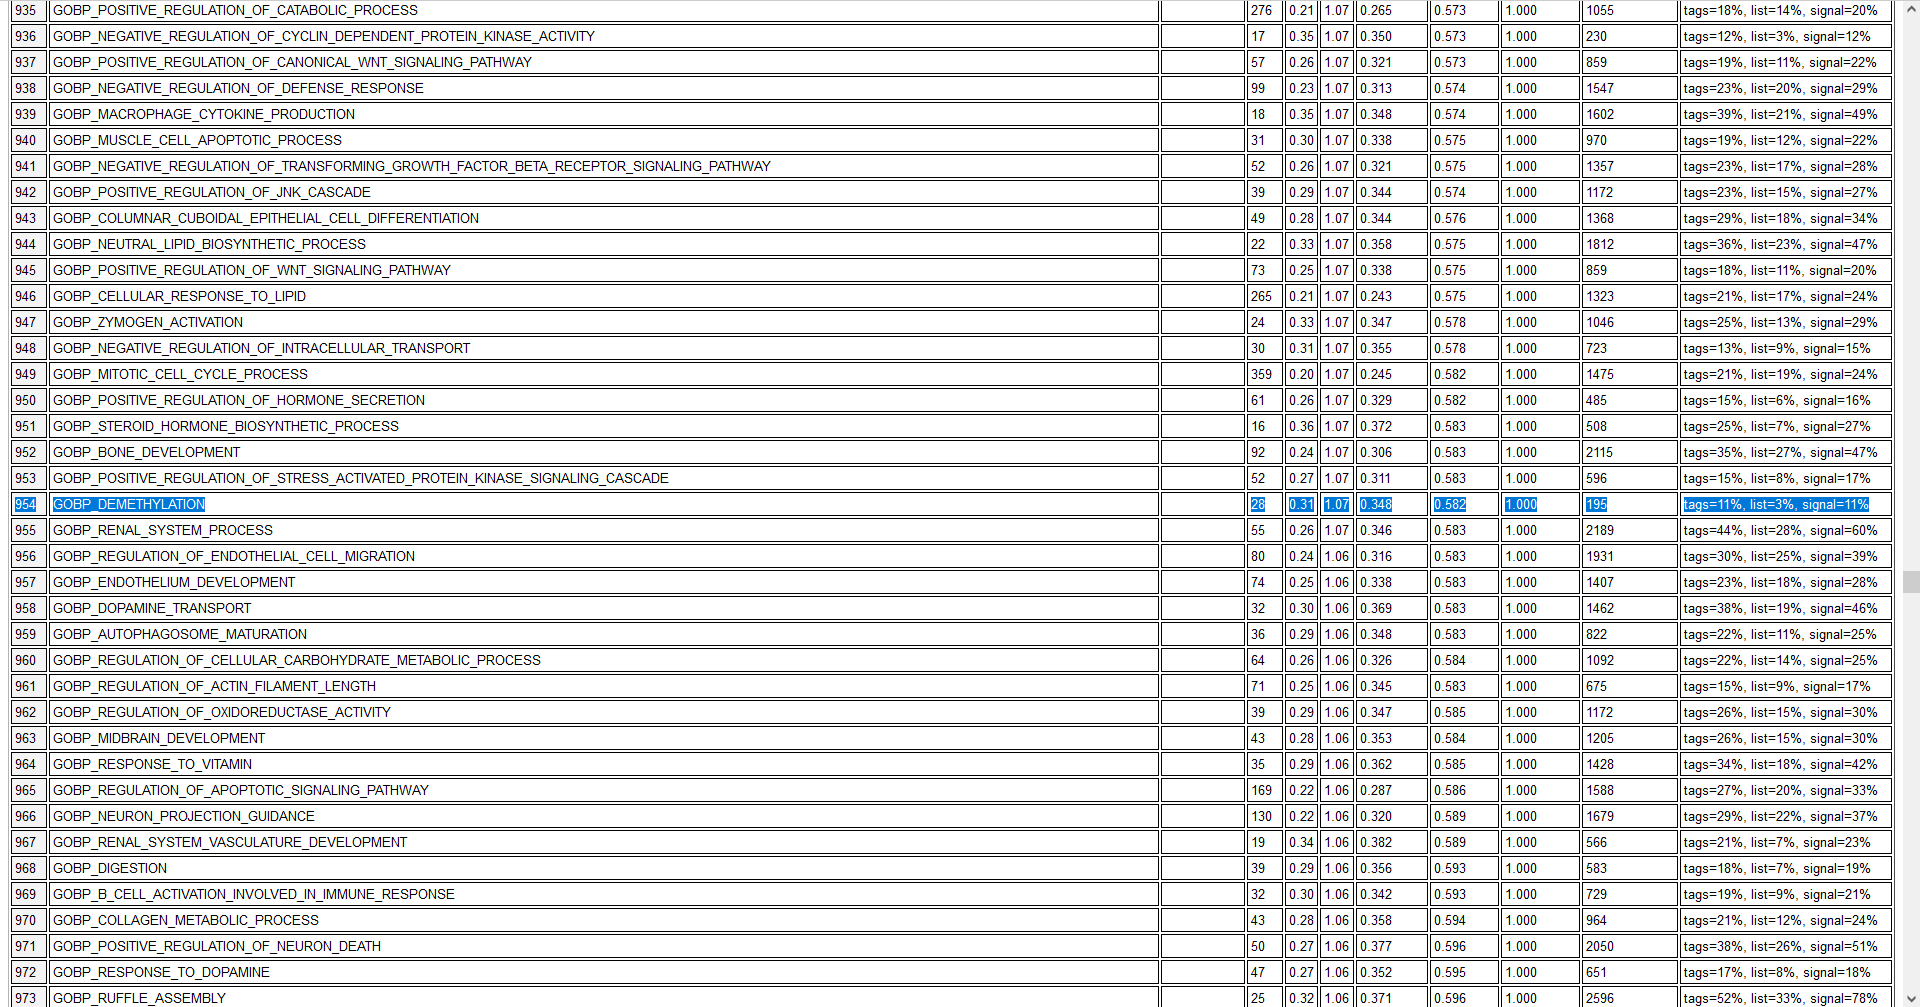 935 GOBP_POSITIVE_REGULATION_OF_CATABOLIC_PROCESS 276 0.21 1.07 0.265 0.573 1.000 1055 tags=18%, list=14%, signal=20%
936 GOBP_NEGATIVE_REGULATION_OF_CYCLIN_DEPENDENT_PROTEIN_KINASE_ACTIVITY 17 0.35 1.07 0.350 0.573 1.000 230 tags=12%, list=3%, signal=12%
937 GOBP_POSITIVE_REGULATION_OF_CANONICAL_WNT_SIGNALING_PATHWAY 57 0.26 1.07 0.321 0.573 1.000 859 tags=19%, list=11%, signal=22%
938 GOBP_NEGATIVE_REGULATION_OF_DEFENSE_RESPONSE 99 0.23 1.07 0.313 0.574 1.000 1547 tags=23%, list=20%, signal=29%
939 GOBP_MACROPHAGE_CYTOKINE_PRODUCTION 18 0.35 1.07 0.348 0.574 1.000 1602 tags=39%, list=21%, signal=49%
940 GOBP_MUSCLE_CELL_APOPTOTIC_PROCESS 31 0.30 1.07 0.338 0.575 1.000 970 tags=19%, list=12%, signal=22%
941 GOBP_NEGATIVE_REGULATION_OF_TRANSFORMING_GROWTH_FACTOR_BETA_RECEPTOR_SIGNALING_PATHWAY 52 0.26 1.07 0.321 0.575 1.000 1357 tags=23%, list=17%, signal=28%
942 GOBP_POSITIVE_REGULATION_OF_JNK_CASCADE 39 0.29 1.07 0.344 0.574 1.000 1172 tags=23%, list=15%, signal=27%
943 GOBP_COLUMNAR_CUBOIDAL_EPITHELIAL_CELL_DIFFERENTIATION 49 0.28 1.07 0.344 0.576 1.000 1368 tags=29%, list=18%, signal=34%
944 GOBP_NEUTRAL_LIPID_BIOSYNTHETIC_PROCESS 22 0.33 1.07 0.358 0.575 1.000 1812 tags=36%, list=23%, signal=47%
945 GOBP_POSITIVE_REGULATION_OF_WNT_SIGNALING_PATHWAY 73 0.25 1.07 0.338 0.575 1.000 859 tags=18%, list=11%, signal=20%
946 GOBP_CELLULAR_RESPONSE_TO_LIPID 265 0.21 1.07 0.243 0.575 1.000 1323 tags=21%, list=17%, signal=24%
947 GOBP_ZYMOGEN_ACTIVATION 24 0.33 1.07 0.347 0.578 1.000 1046 tags=25%, list=13%, signal=29%
948 GOBP_NEGATIVE_REGULATION_OF_INTRACELLULAR_TRANSPORT 30 0.31 1.07 0.355 0.578 1.000 723 tags=13%, list=9%, signal=15%
949 GOBP_MITOTIC_CELL_CYCLE_PROCESS 359 0.20 1.07 0.245 0.582 1.000 1475 tags=21%, list=19%, signal=24%
950 GOBP_POSITIVE_REGULATION_OF_HORMONE_SECRETION 61 0.26 1.07 0.329 0.582 1.000 485 tags=15%, list=6%, signal=16%
951 GOBP_STEROID_HORMONE_BIOSYNTHETIC_PROCESS 16 0.36 1.07 0.372 0.583 1.000 508 tags=25%, list=7%, signal=27%
952 GOBP_BONE_DEVELOPMENT 92 0.24 1.07 0.306 0.583 1.000 2115 tags=35%, list=27%, signal=47%
953 GOBP_POSITIVE_REGULATION_OF_STRESS_ACTIVATED_PROTEIN_KINASE_SIGNALING_CASCADE 52 0.27 1.07 0.311 0.583 1.000 596 tags=15%, list=8%, signal=17%
954 GOBP_DEMETHYLATION 28 0.31 1.07 0.348 0.582 1.000 195 tags=11%, list=3%, signal=11%
955 GOBP_RENAL_SYSTEM_PROCESS 55 0.26 1.07 0.346 0.583 1.000 2189 tags=44%, list=28%, signal=60%
956 GOBP_REGULATION_OF_ENDOTHELIAL_CELL_MIGRATION 80 0.24 1.06 0.316 0.583 1.000 1931 tags=30%, list=25%, signal=39%
957 GOBP_ENDOTHELIUM_DEVELOPMENT 74 0.25 1.06 0.338 0.583 1.000 1407 tags=23%, list=18%, signal=28%
958 GOBP_DOPAMINE_TRANSPORT 32 0.30 1.06 0.369 0.583 1.000 1462 tags=38%, list=19%, signal=46%
959 GOBP_AUTOPHAGOSOME_MATURATION 36 0.29 1.06 0.348 0.583 1.000 822 tags=22%, list=11%, signal=25%
960 GOBP_REGULATION_OF_CELLULAR_CARBOHYDRATE_METABOLIC_PROCESS 64 0.26 1.06 0.326 0.584 1.000 1092 tags=22%, list=14%, signal=25%
961 GOBP_REGULATION_OF_ACTIN_FILAMENT_LENGTH 71 0.25 1.06 0.345 0.583 1.000 675 tags=15%, list=9%, signal=17%
962 GOBP_REGULATION_OF_OXIDOREDUCTASE_ACTIVITY 39 0.29 1.06 0.347 0.585 1.000 1172 tags=26%, list=15%, signal=30%
963 GOBP_MIDBRAIN_DEVELOPMENT 43 0.28 1.06 0.353 0.584 1.000 1205 tags=26%, list=15%, signal=30%
964 GOBP_RESPONSE_TO_VITAMIN 35 0.29 1.06 0.362 0.585 1.000 1428 tags=34%, list=18%, signal=42%
965 GOBP_REGULATION_OF_APOPTOTIC_SIGNALING_PATHWAY 169 0.22 1.06 0.287 0.586 1.000 1588 tags=27%, list=20%, signal=33%
966 GOBP_NEURON_PROJECTION_GUIDANCE 130 0.22 1.06 0.320 0.589 1.000 1679 tags=29%, list=22%, signal=37%
967 GOBP_RENAL_SYSTEM_VASCULATURE_DEVELOPMENT 19 0.34 1.06 0.382 0.589 1.000 566 tags=21%, list=7%, signal=23%
968 GOBP_DIGESTION 39 0.29 1.06 0.356 0.593 1.000 583 tags=18%, list=7%, signal=19%
969 GOBP_B_CELL_ACTIVATION_INVOLVED_IN_IMMUNE_RESPONSE 32 0.30 1.06 0.342 0.593 1.000 729 tags=19%, list=9%, signal=21%
970 GOBP_COLLAGEN_METABOLIC_PROCESS 43 0.28 1.06 0.358 0.594 1.000 964 tags=21%, list=12%, signal=24%
971 GOBP_POSITIVE_REGULATION_OF_NEURON_DEATH 50 0.27 1.06 0.377 0.596 1.000 2050 tags=38%, list=26%, signal=51%
972 GOBP_RESPONSE_TO_DOPAMINE 47 0.27 1.06 0.352 0.595 1.000 651 tags=17%, list=8%, signal=18%
973 GOBP_RUFFLE_ASSEMBLY 25 0.32 1.06 0.371 0.596 1.000 2596 tags=52%, list=33%, signal=78%